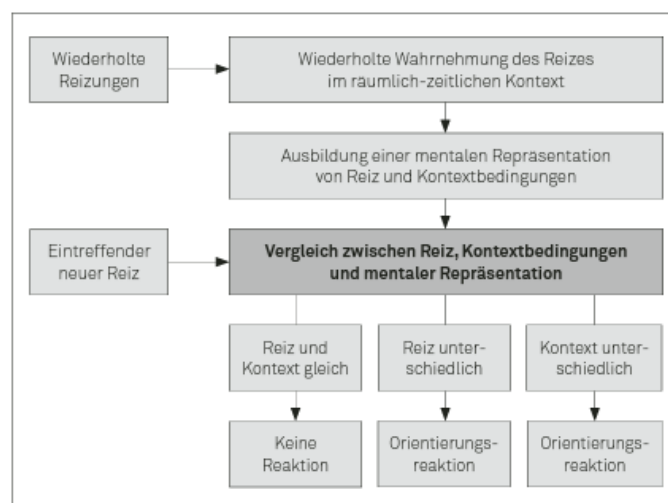 Wiederholte
Reizungen
Wiederholte Wahrnehmung des Reizes
im räumlich-zeitlichen Kontext
Ausbildung einer mentalen Repräsentation
von Reiz und Kontextbedingungen
Eintreffender
neuer Reiz
Vergleich zwischen Reiz, Kontextbedingungen
und mentaler Repräsentation
Reiz und
Kontext gleich
Reiz unter-
schiedlich
Kontext unter-
schiedlich
Keine
Reaktion
Orientierungs-
reaktion
Orientierungs-
reaktion